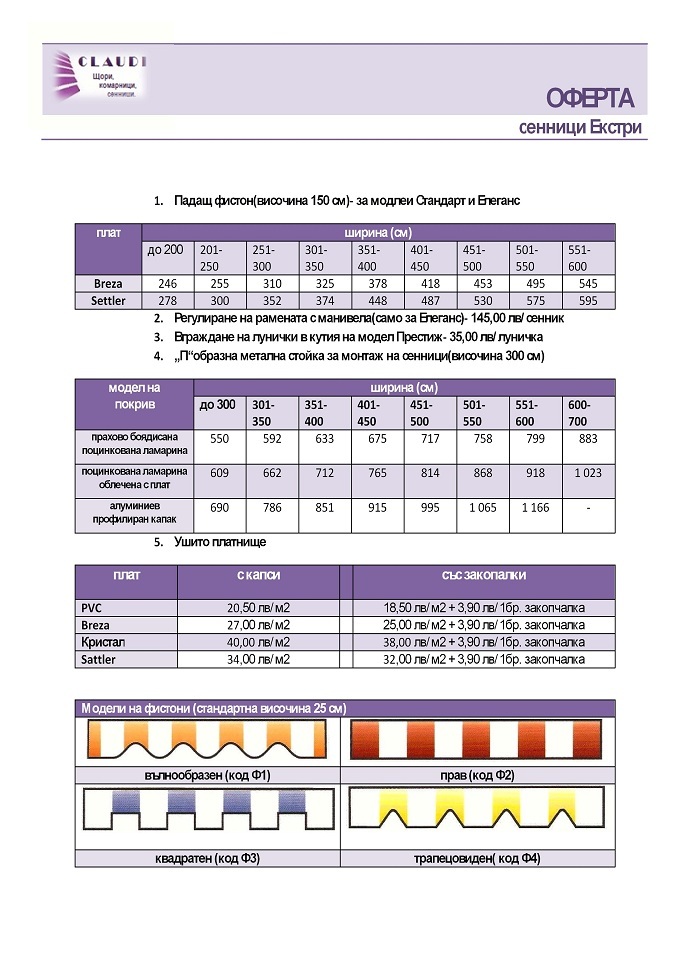 CLAUDI
Щори,
комарници,
сенници.
ОФЕРТА
сенници Екстри
1. Падащ фистон(височина 150 см)- за модлеи Стандарт и Елеганс
плат ширина (см)
до 200 201-250 251-300 301-350 351-400 401-450 451-500 501-550 551-600
Breza 246 255 310 325 378 418 453 495 545
Settler 278 300 352 374 448 487 530 575 595
2. Регулиране на рамената с манивела(само за Елеганс)- 145,00 лв/ сенник
3. Вграждане на лунички в кутия на модел Престиж- 35,00 лв/ луничка
4. „П“образна метална стойка за монтаж на сенници(височина 300 см)
модел на покрив ширина (см)
до 300 301-350 351-400 401-450 451-500 501-550 551-600 600-700
прахово боядисана поцинкована ламарина 550 592 633 675 717 758 799 883
поцинкована ламарина облечена с плат 609 662 712 765 814 868 918 1 023
алуминиев профилиран капак 690 786 851 915 995 1 065 1 166 -
5. Ушито платнище
плат с капси със закопалки
PVC 20,50 лв/ м2 18,50 лв/ м2 + 3,90 лв/ 1бр. закопчалка
Breza 27,00 лв/ м2 25,00 лв/ м2 + 3,90 лв/ 1бр. закопчалка
Кристал 40,00 лв/ м2 38,00 лв/ м2 + 3,90 лв/ 1бр. закопчалка
Sattler 34,00 лв/ м2 32,00 лв/ м2 + 3,90 лв/ 1бр. закопчалка
Модели на фистони (стандартна височина 25 см)
вълнообразен (код Ф1) прав (код Ф2)
квадратен (код Ф3) трапецовиден( код Ф4)